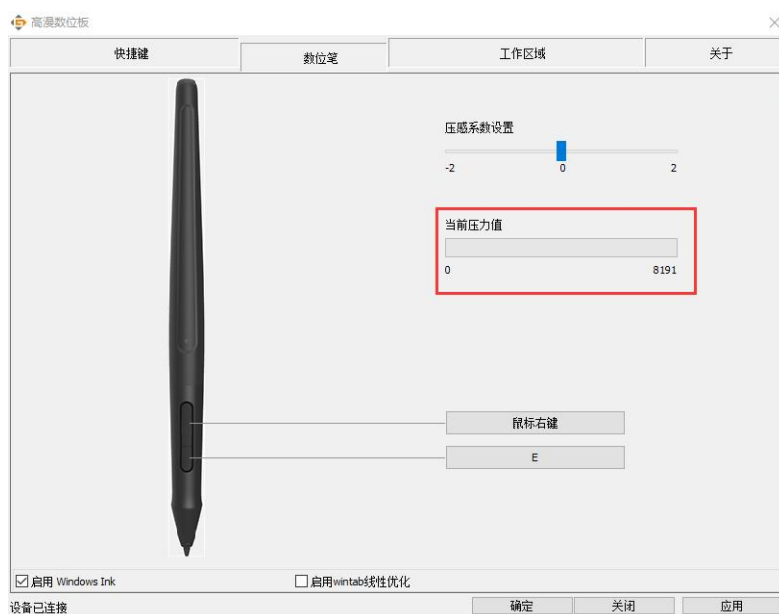 高漫数位板
快捷键 数位笔 工作区域 关于
压感系数设置
-2 0 2
当前压力值
0 8191
鼠标右键
E
启用 Windows Ink 启用wintab线性优化
设备已连接 确定 关闭 应用